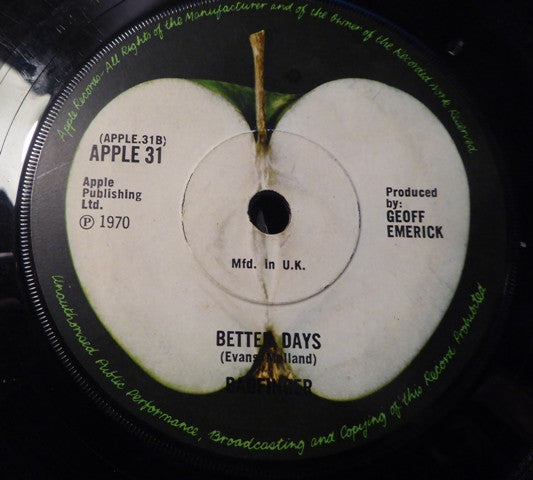 Apple Records-All Rights of the Manufacturer and of the Owner of the Recorded Work Reserved
(APPLE.31B)
APPLE 31
Apple
Publishing
Ltd.
Ⓟ 1970
Produced
by:
GEOFF
EMERICK
Mfd. in U.K.
BETTER DAYS
(Evans-Molland)
BADFINGER
Unauthorised Public Performance, Broadcasting and Copying of this Record Prohibited